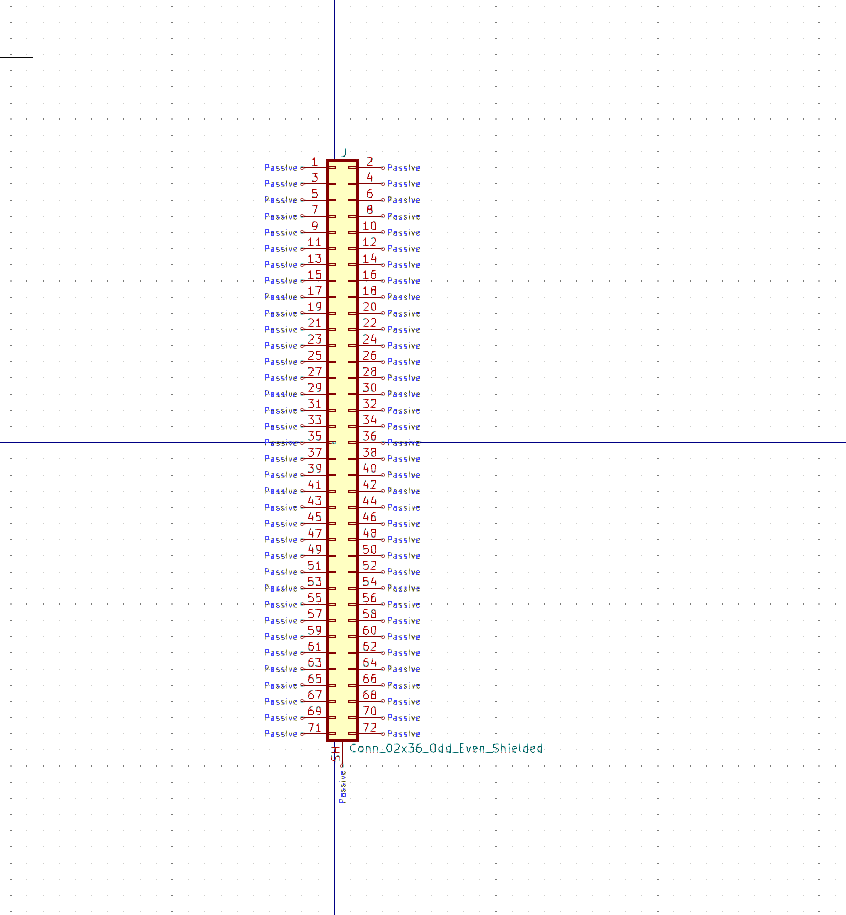 J
Passive 1 2 Passive
Passive 3 4 Passive
Passive 5 6 Passive
Passive 7 8 Passive
Passive 9 10 Passive
Passive 11 12 Passive
Passive 13 14 Passive
Passive 15 16 Passive
Passive 17 18 Passive
Passive 19 20 Passive
Passive 21 22 Passive
Passive 23 24 Passive
Passive 25 26 Passive
Passive 27 28 Passive
Passive 29 30 Passive
Passive 31 32 Passive
Passive 33 34 Passive
Passive 35 36 Passive
Passive 37 38 Passive
Passive 39 40 Passive
Passive 41 42 Passive
Passive 43 44 Passive
Passive 45 46 Passive
Passive 47 48 Passive
Passive 49 50 Passive
Passive 51 52 Passive
Passive 53 54 Passive
Passive 55 56 Passive
Passive 57 58 Passive
Passive 59 60 Passive
Passive 61 62 Passive
Passive 63 64 Passive
Passive 65 66 Passive
Passive 67 68 Passive
Passive 69 70 Passive
Passive 71 72 Passive
SH Conn_02x36_Odd_Even_Shielded
Passive